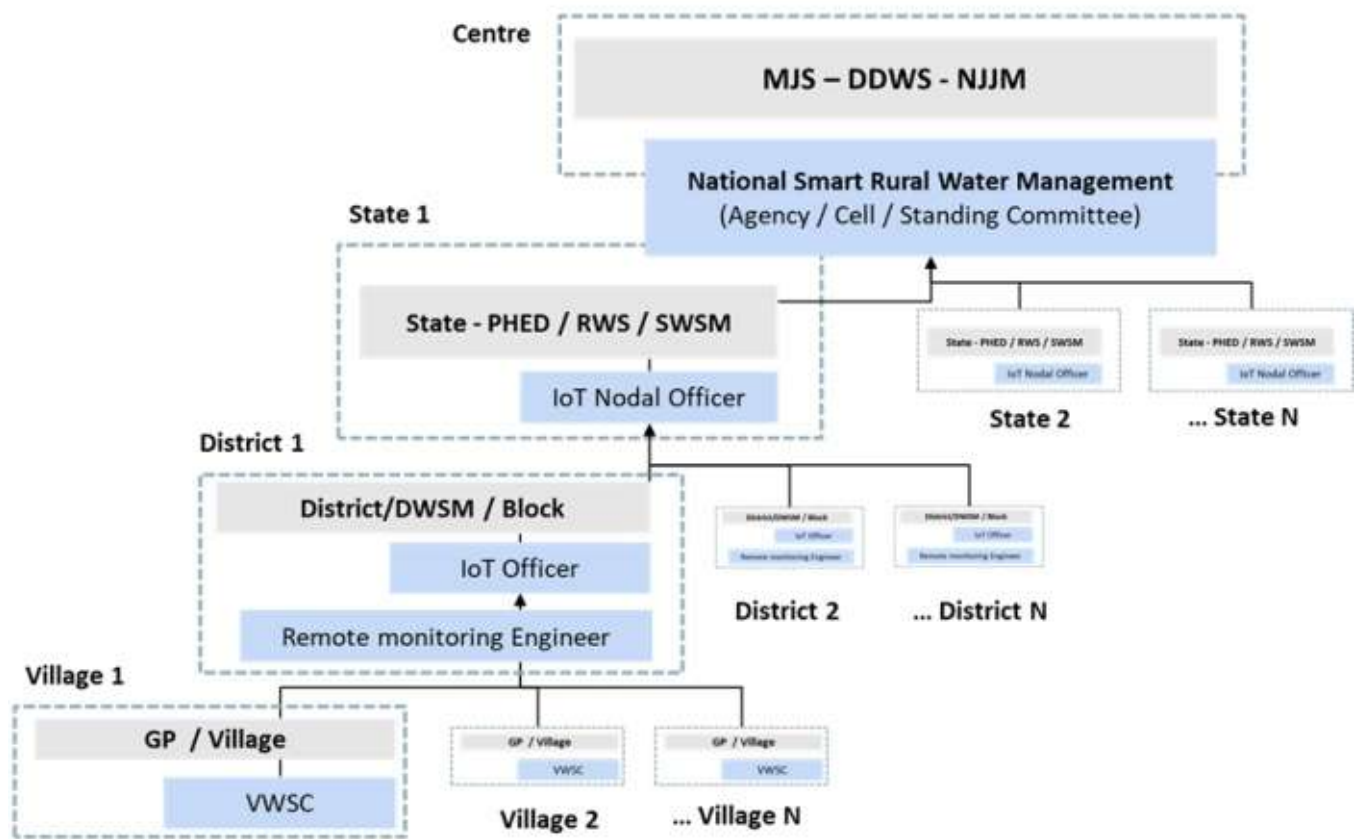 Centre
MJS – DDWS - NJJM
National Smart Rural Water Management
(Agency / Cell / Standing Committee)
State 1
State - PHED / RWS / SWSM
IoT Nodal Officer
State - PHED / RWS / SWSM
IoT Nodal Officer
State 2
State - PHED / RWS / SWSM
IoT Nodal Officer
... State N
District 1
District/DWSM / Block
IoT Officer
Remote monitoring Engineer
District/DWSM / Block
IoT Officer
Remote monitoring Engineer
District 2
District/DWSM / Block
IoT Officer
Remote monitoring Engineer
... District N
Village 1
GP / Village
VWSC
GP / Village
VWSC
Village 2
GP / Village
VWSC
... Village N